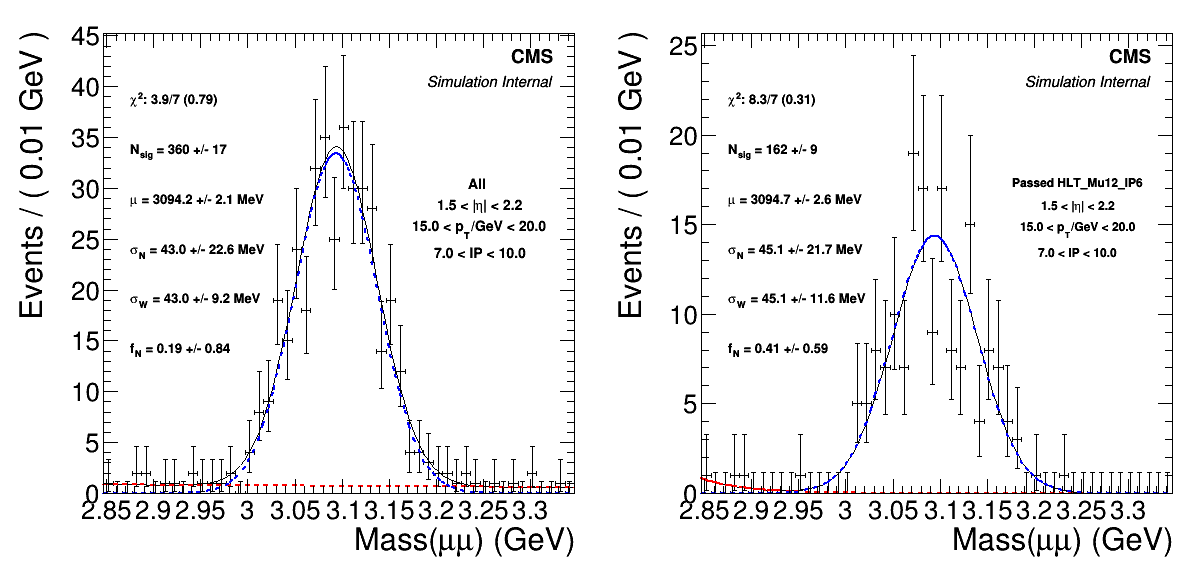 Events / ( 0.01 GeV )
45
40
35
30
25
20
15
10
5
0
CMS
Simulation Internal
χ²: 3.9/7 (0.79)
N_sig = 360 +/- 17
μ = 3094.2 +/- 2.1 MeV
σ_N = 43.0 +/- 22.6 MeV
σ_W = 43.0 +/- 9.2 MeV
f_N = 0.19 +/- 0.84
All
1.5 < |η| < 2.2
15.0 < p_T/GeV < 20.0
7.0 < IP < 10.0
2.85 2.9 2.95 3 3.05 3.1 3.15 3.2 3.25 3.3
Mass(μμ) (GeV)
Events / ( 0.01 GeV )
25
20
15
10
5
0
CMS
Simulation Internal
χ²: 8.3/7 (0.31)
N_sig = 162 +/- 9
μ = 3094.7 +/- 2.6 MeV
σ_N = 45.1 +/- 21.7 MeV
σ_W = 45.1 +/- 11.6 MeV
f_N = 0.41 +/- 0.59
Passed HLT_Mu12_IP6
1.5 < |η| < 2.2
15.0 < p_T/GeV < 20.0
7.0 < IP < 10.0
2.85 2.9 2.95 3 3.05 3.1 3.15 3.2 3.25 3.3
Mass(μμ) (GeV)